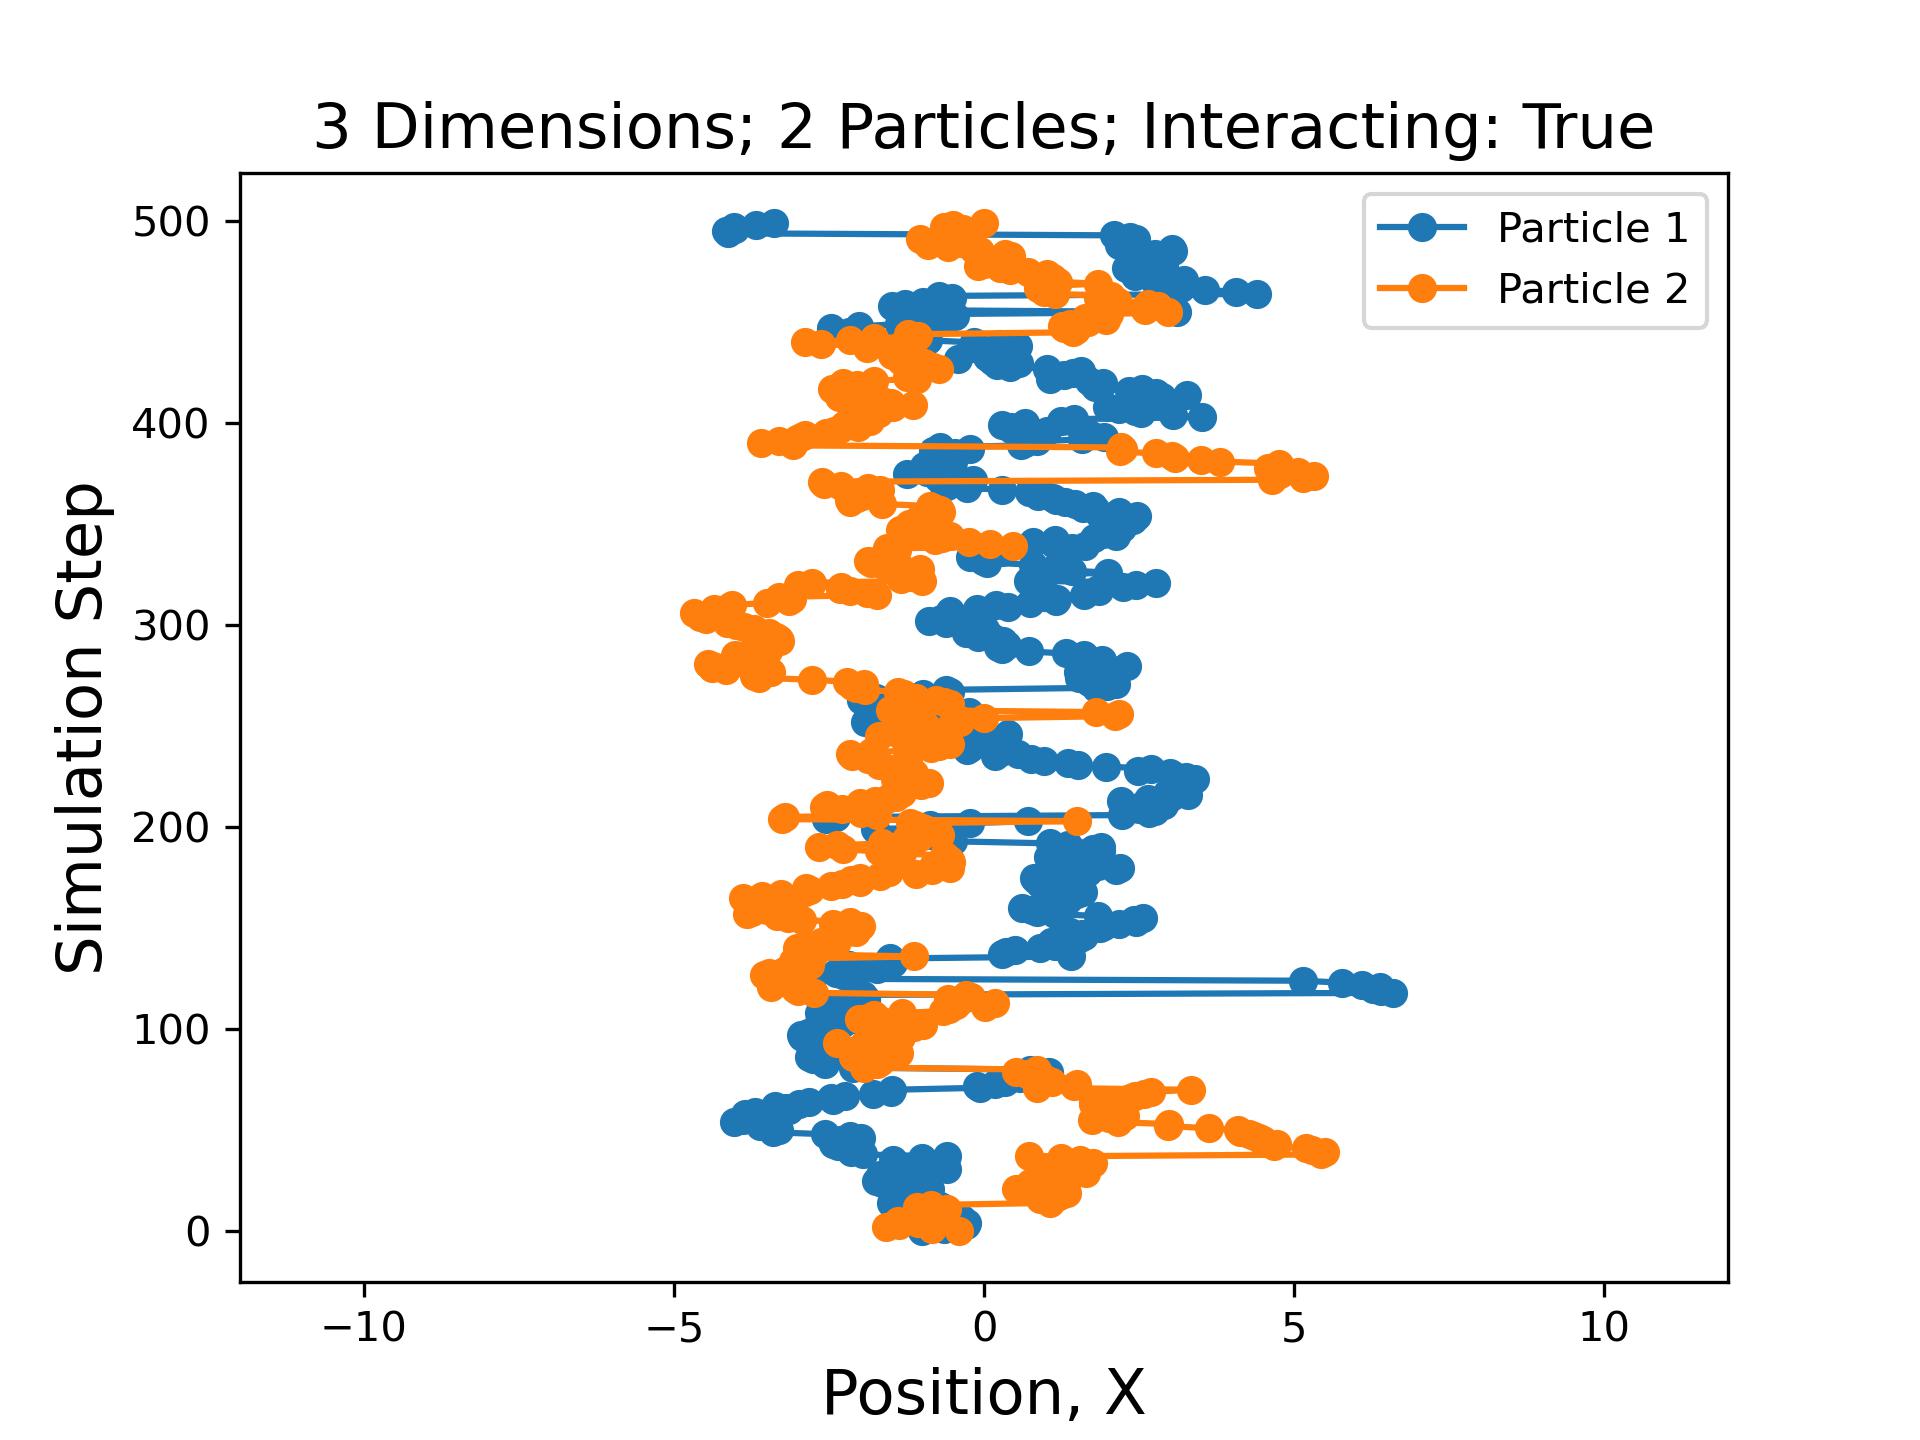 3 Dimensions; 2 Particles; Interacting: True
Particle 1
Particle 2
Simulation Step
500
400
300
200
100
0
−10
−5
0
5
10
Position, X